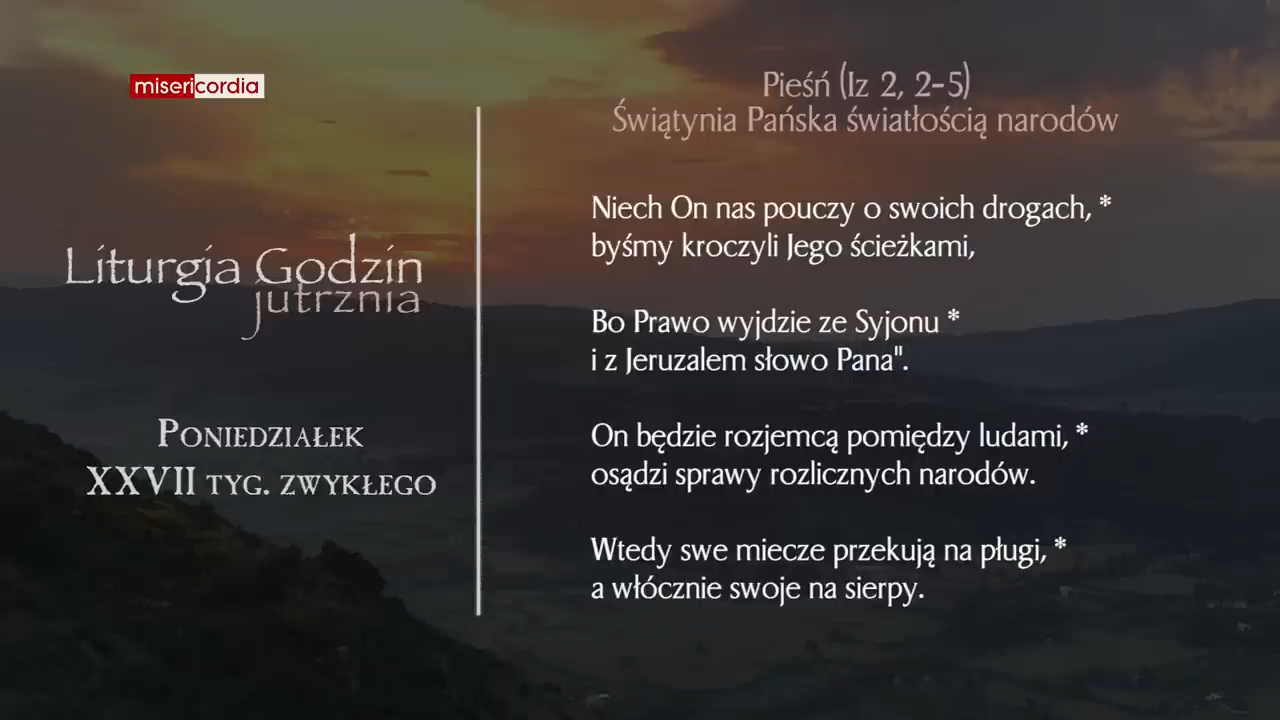 misericordia
Liturgia Godzin
jutrznia
Poniedziałek
XXVII tyg. zwykłego
Pieśń (Iz 2, 2-5)
Świątynia Pańska światłością narodów
Niech On nas pouczy o swoich drogach, *
byśmy kroczyli Jego ścieżkami,
Bo Prawo wyjdzie ze Syjonu *
i z Jeruzalem słowo Pana".
On będzie rozjemcą pomiędzy ludami, *
osądzi sprawy rozlicznych narodów.
Wtedy swe miecze przekują na pługi, *
a włócznie swoje na sierpy.